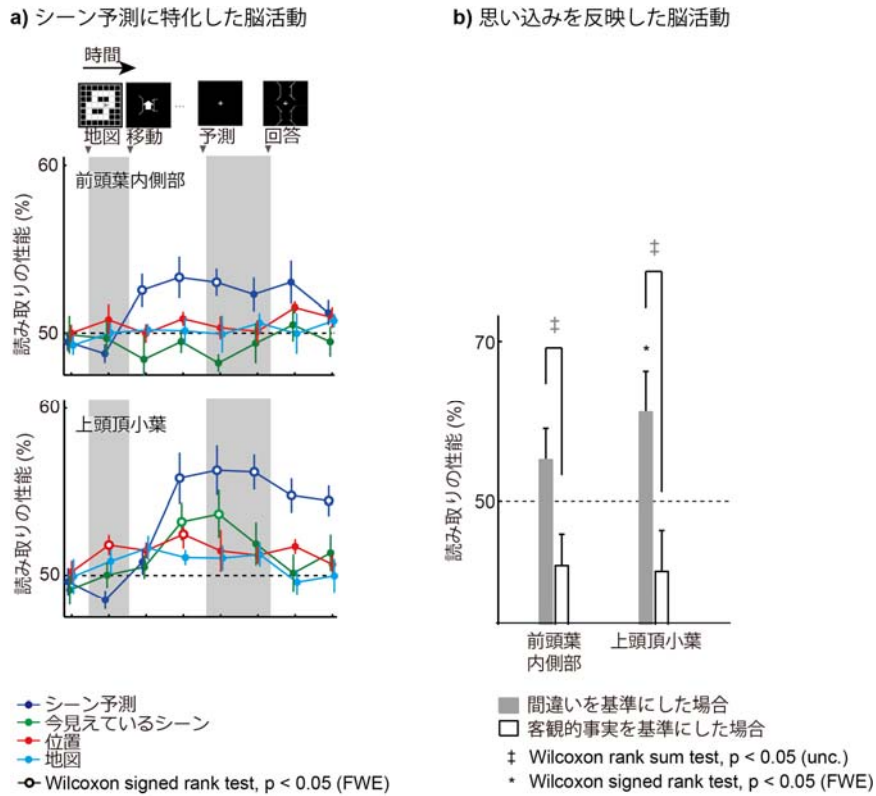 a) シーン予測に特化した脳活動
時間
地図 移動 … 予測 回答
60
前頭葉内側部
50
読み取りの性能 (%)
60
上頭頂小葉
50
読み取りの性能 (%)
シーン予測
今見えているシーン
位置
地図
Wilcoxon signed rank test, p < 0.05 (FWE)
b) 思い込みを反映した脳活動
‡
‡
70
*
50
読み取りの性能 (%)
前頭葉
内側部
上頭頂小葉
間違いを基準にした場合
客観的事実を基準にした場合
‡ Wilcoxon rank sum test, p < 0.05 (unc.)
* Wilcoxon signed rank test, p < 0.05 (FWE)